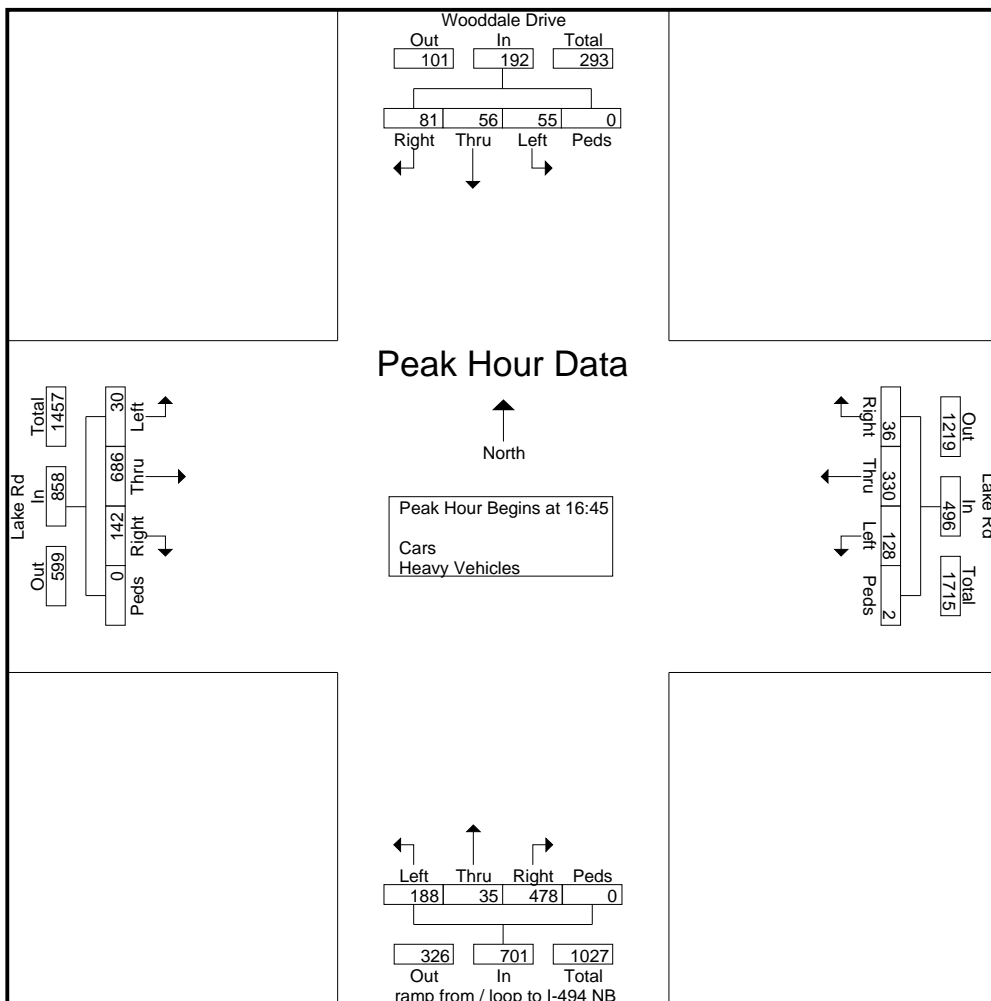 Wooddale Drive
Out In Total
101 192 293
81 56 55 0
Right Thru Left Peds
Peak Hour Data
North
Peak Hour Begins at 16:45
Cars
Heavy Vehicles
Lake Rd
Out In Total
599 858 1457
Left Thru Right Peds
30 686 142 0
Lake Rd
Out In Total
1219 496 1715
Right Thru Left Peds
36 330 128 2
Left Thru Right Peds
188 35 478 0
326 701 1027
Out In Total
ramp from / loop to I-494 NB